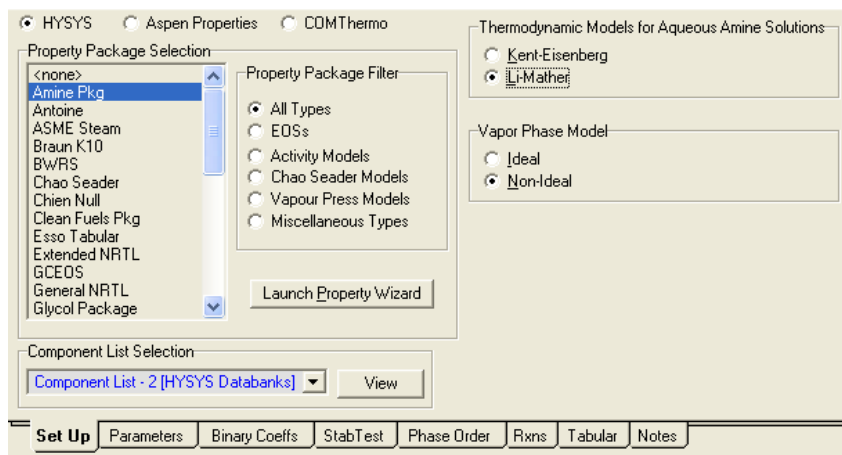 HYSYS Aspen Properties COMThermo
Property Package Selection
<none>
Amine Pkg
Antoine
ASME Steam
Braun K10
BWRS
Chao Seader
Chien Null
Clean Fuels Pkg
Esso Tabular
Extended NRTL
GCEOS
General NRTL
Glycol Package
Property Package Filter
All Types
EOSs
Activity Models
Chao Seader Models
Vapour Press Models
Miscellaneous Types
Launch Property Wizard
Thermodynamic Models for Aqueous Amine Solutions
Kent-Eisenberg
Li-Mather
Vapor Phase Model
Ideal
Non-Ideal
Component List Selection
Component List - 2 [HYSYS Databanks] View
Set Up Parameters Binary Coeffs StabTest Phase Order Rxns Tabular Notes